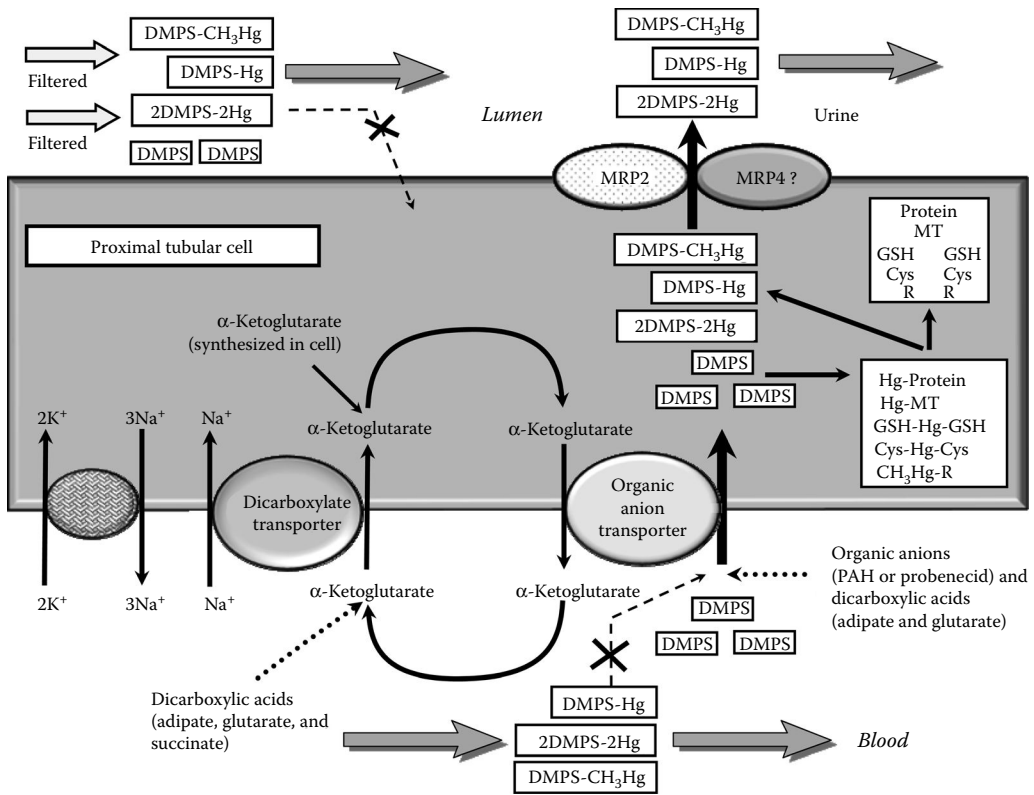 DMPS-CH₃Hg
Filtered
DMPS-Hg
2DMPS-2Hg
Filtered
DMPS DMPS
Lumen
DMPS-CH₃Hg
DMPS-Hg
2DMPS-2Hg
Urine
MRP2
MRP4 ?
Proximal tubular cell
DMPS-CH₃Hg
DMPS-Hg
2DMPS-2Hg
DMPS
DMPS DMPS
Protein
MT
GSH GSH
Cys Cys
R R
Hg-Protein
Hg-MT
GSH-Hg-GSH
Cys-Hg-Cys
CH₃Hg-R
α-Ketoglutarate
(synthesized in cell)
2K⁺ 3Na⁺ Na⁺
α-Ketoglutarate
α-Ketoglutarate
Dicarboxylate
transporter
Organic
anion
transporter
2K⁺ 3Na⁺ Na⁺
α-Ketoglutarate
α-Ketoglutarate
Organic anions
(PAH or probenecid) and
dicarboxylic acids
(adipate and glutarate)
DMPS
DMPS DMPS
Dicarboxylic acids
(adipate, glutarate, and
succinate)
DMPS-Hg
2DMPS-2Hg
DMPS-CH₃Hg
Blood